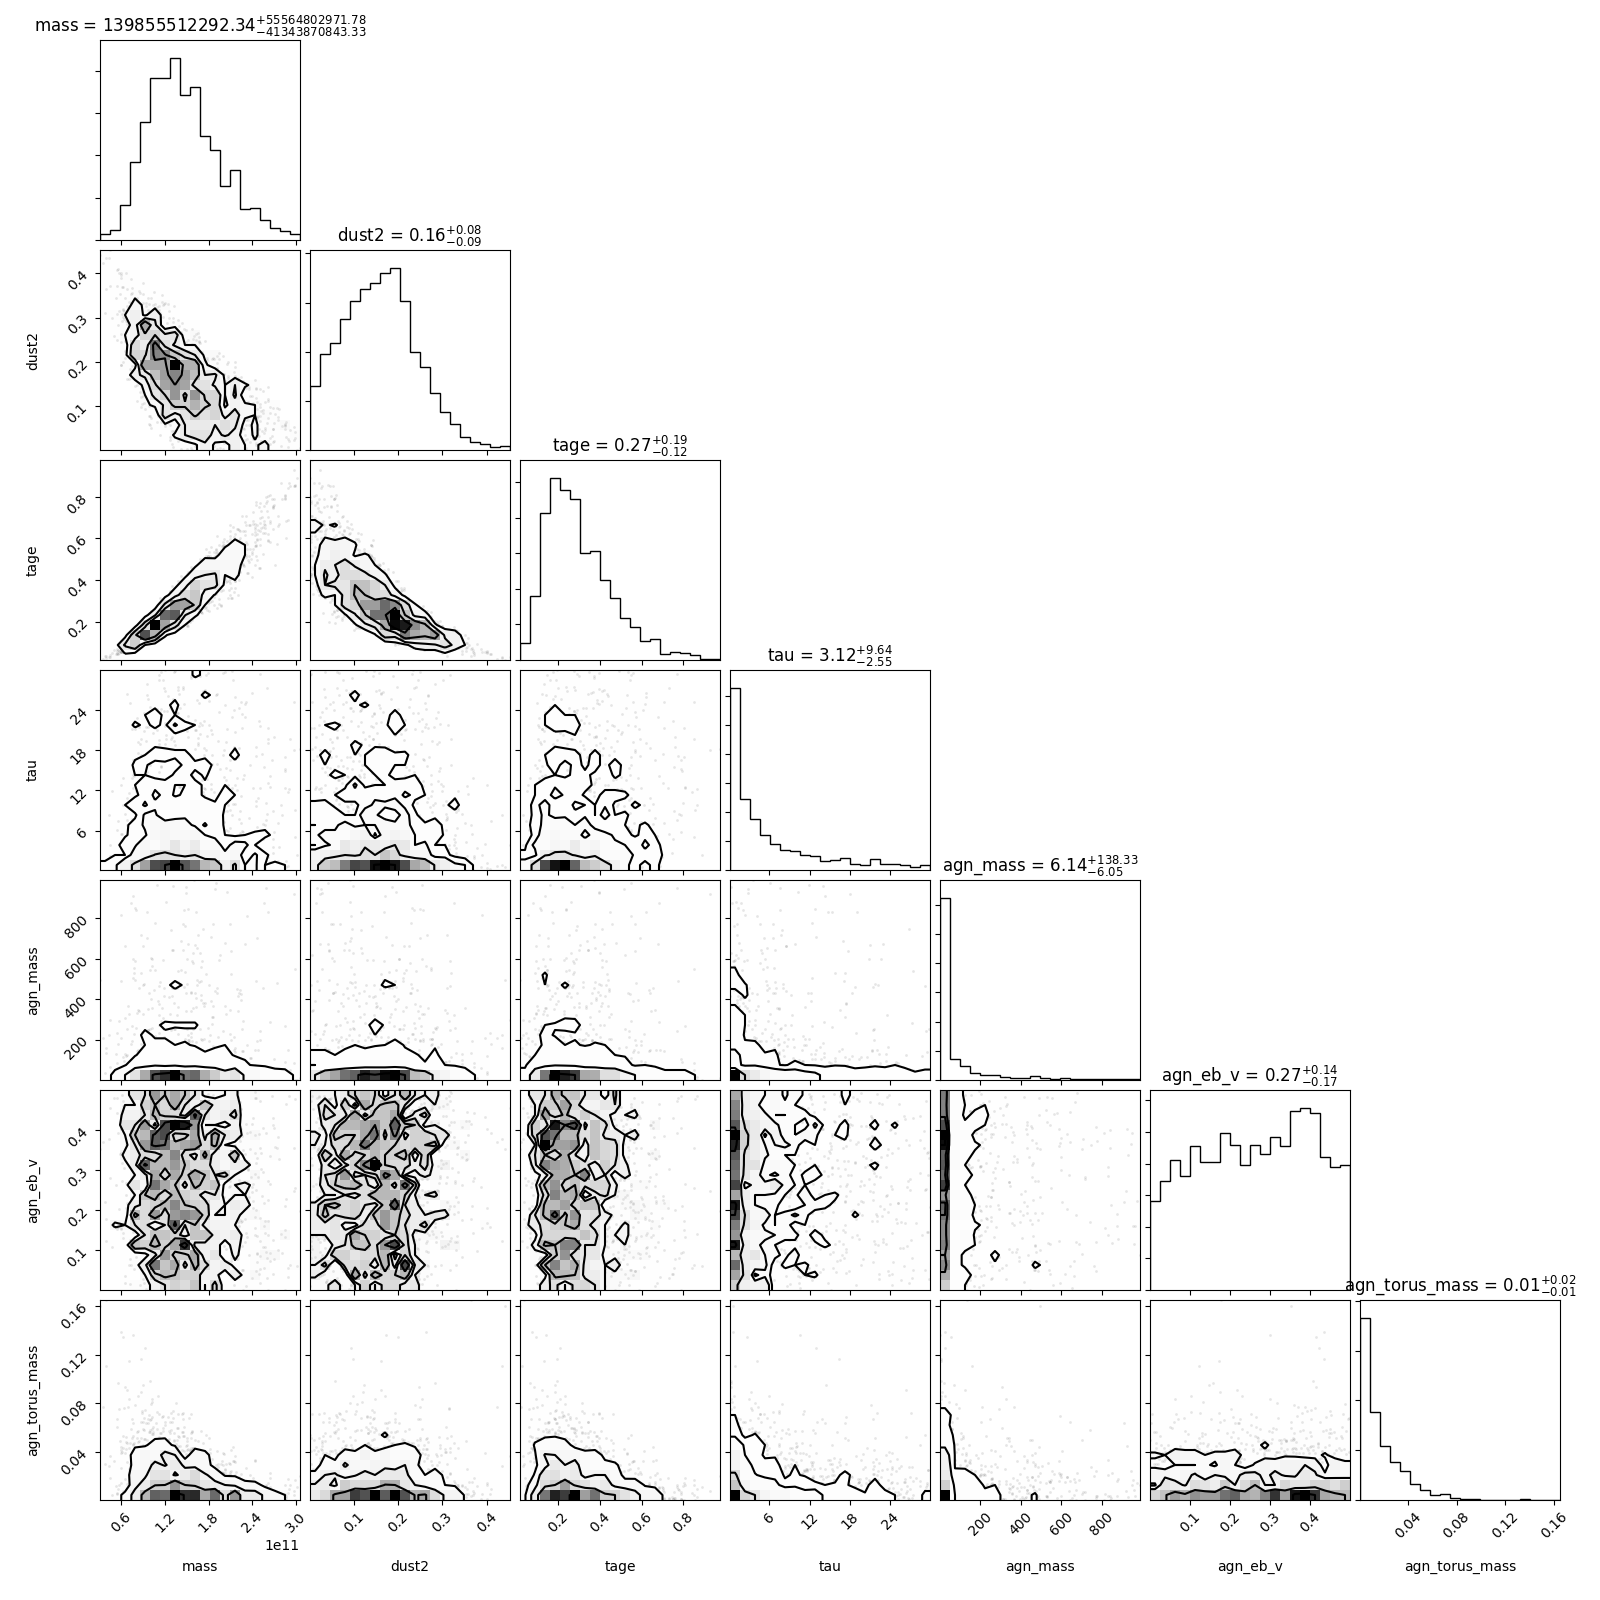 mass = 139855512292.34 +55564802971.78 −41343870843.33
dust2 = 0.16 +0.08 −0.09
0.4
0.3
0.2
0.1
dust2
tage = 0.27 +0.19 −0.12
0.8
0.6
0.4
0.2
tage
tau = 3.12 +9.64 −2.55
24
18
12
6
tau
agn_mass = 6.14 +138.33 −6.05
800
600
400
200
agn_mass
agn_eb_v = 0.27 +0.14 −0.17
0.4
0.3
0.2
0.1
agn_eb_v
agn_torus_mass = 0.01 +0.02 −0.01
0.16
0.12
0.08
0.04
agn_torus_mass
0.6 1.2 1.8 2.4 3.0 0.1 0.2 0.3 0.4 0.2 0.4 0.6 0.8 6 12 18 24 200 400 600 800 0.1 0.2 0.3 0.4 0.04 0.08 0.12 0.16
1e11
mass dust2 tage tau agn_mass agn_eb_v agn_torus_mass